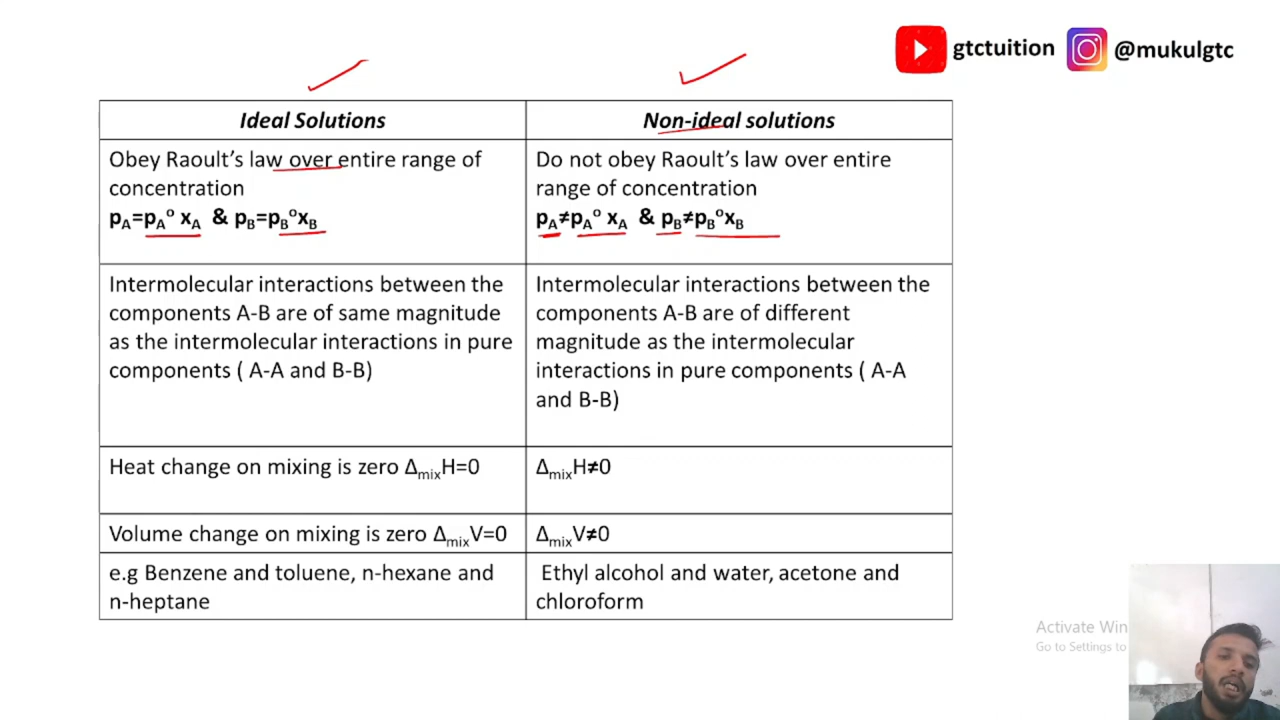 gtctuition @mukulgtc
Ideal Solutions
Non-ideal solutions
Obey Raoult's law over entire range of
concentration
pA=pA° xA & pB=pB°xB
Do not obey Raoult's law over entire
range of concentration
pA≠pA° xA & pB≠pB°xB
Intermolecular interactions between the
components A-B are of same magnitude
as the intermolecular interactions in pure
components ( A-A and B-B)
Intermolecular interactions between the
components A-B are of different
magnitude as the intermolecular
interactions in pure components ( A-A
and B-B)
Heat change on mixing is zero ΔmixH=0
ΔmixH≠0
Volume change on mixing is zero ΔmixV=0
ΔmixV≠0
e.g Benzene and toluene, n-hexane and
n-heptane
Ethyl alcohol and water, acetone and
chloroform
Activate Win
Go to Settings to